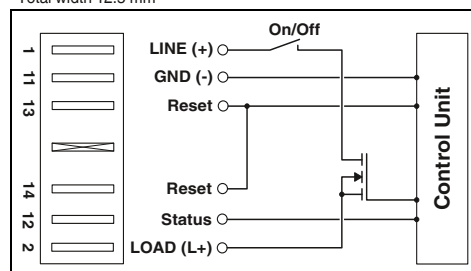 Total width 12.5 mm
On/Off
1 LINE (+)
11 GND (-)
13 Reset
14 Reset
12 Status
2 LOAD (L+)
Control Unit